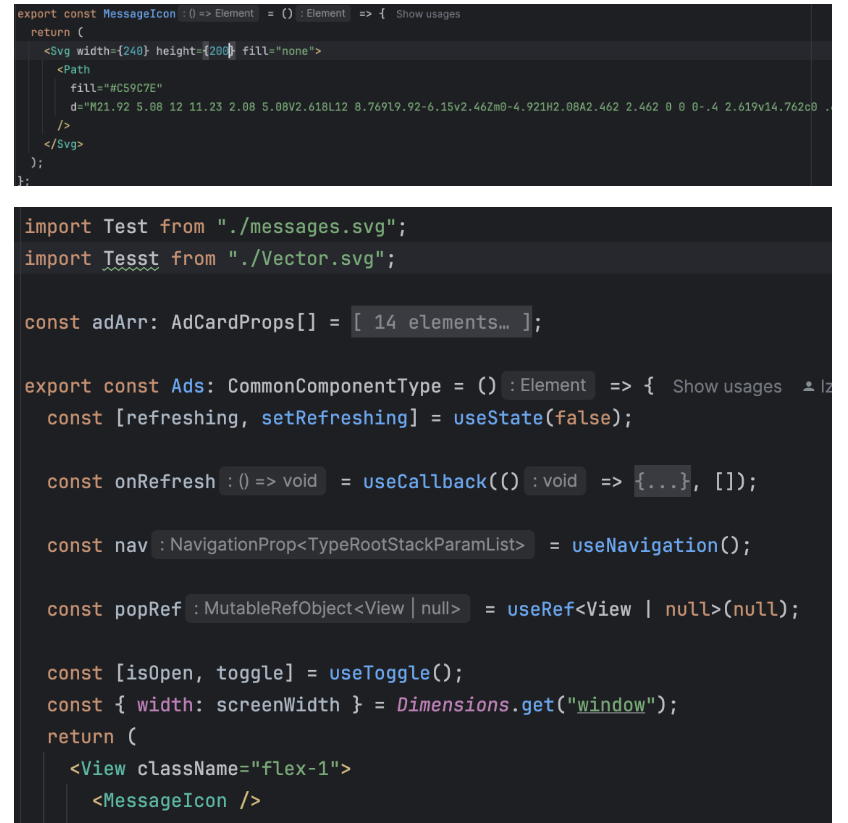 export const MessageIcon : () => Element = () : Element => { Show usages
return (
<Svg width={240} height={200} fill="none">
<Path
fill="#C59C7E"
d="M21.92 5.08 12 11.23 2.08 5.08V2.618L12 8.769l9.92-6.15v2.46Zm0-4.921H2.08A2.462 2.462 0 0 0-.4 2.619v14.762c0
/>
</Svg>
);
};
import Test from "./messages.svg";
import Tesst from "./Vector.svg";
const adArr: AdCardProps[] = [ 14 elements… ];
export const Ads: CommonComponentType = () : Element => { Show usages
const [refreshing, setRefreshing] = useState(false);
const onRefresh : () => void = useCallback(() : void => {...}, []);
const nav : NavigationProp<TypeRootStackParamList> = useNavigation();
const popRef : MutableRefObject<View | null> = useRef<View | null>(null);
const [isOpen, toggle] = useToggle();
const { width: screenWidth } = Dimensions.get("window");
return (
<View className="flex-1">
<MessageIcon />